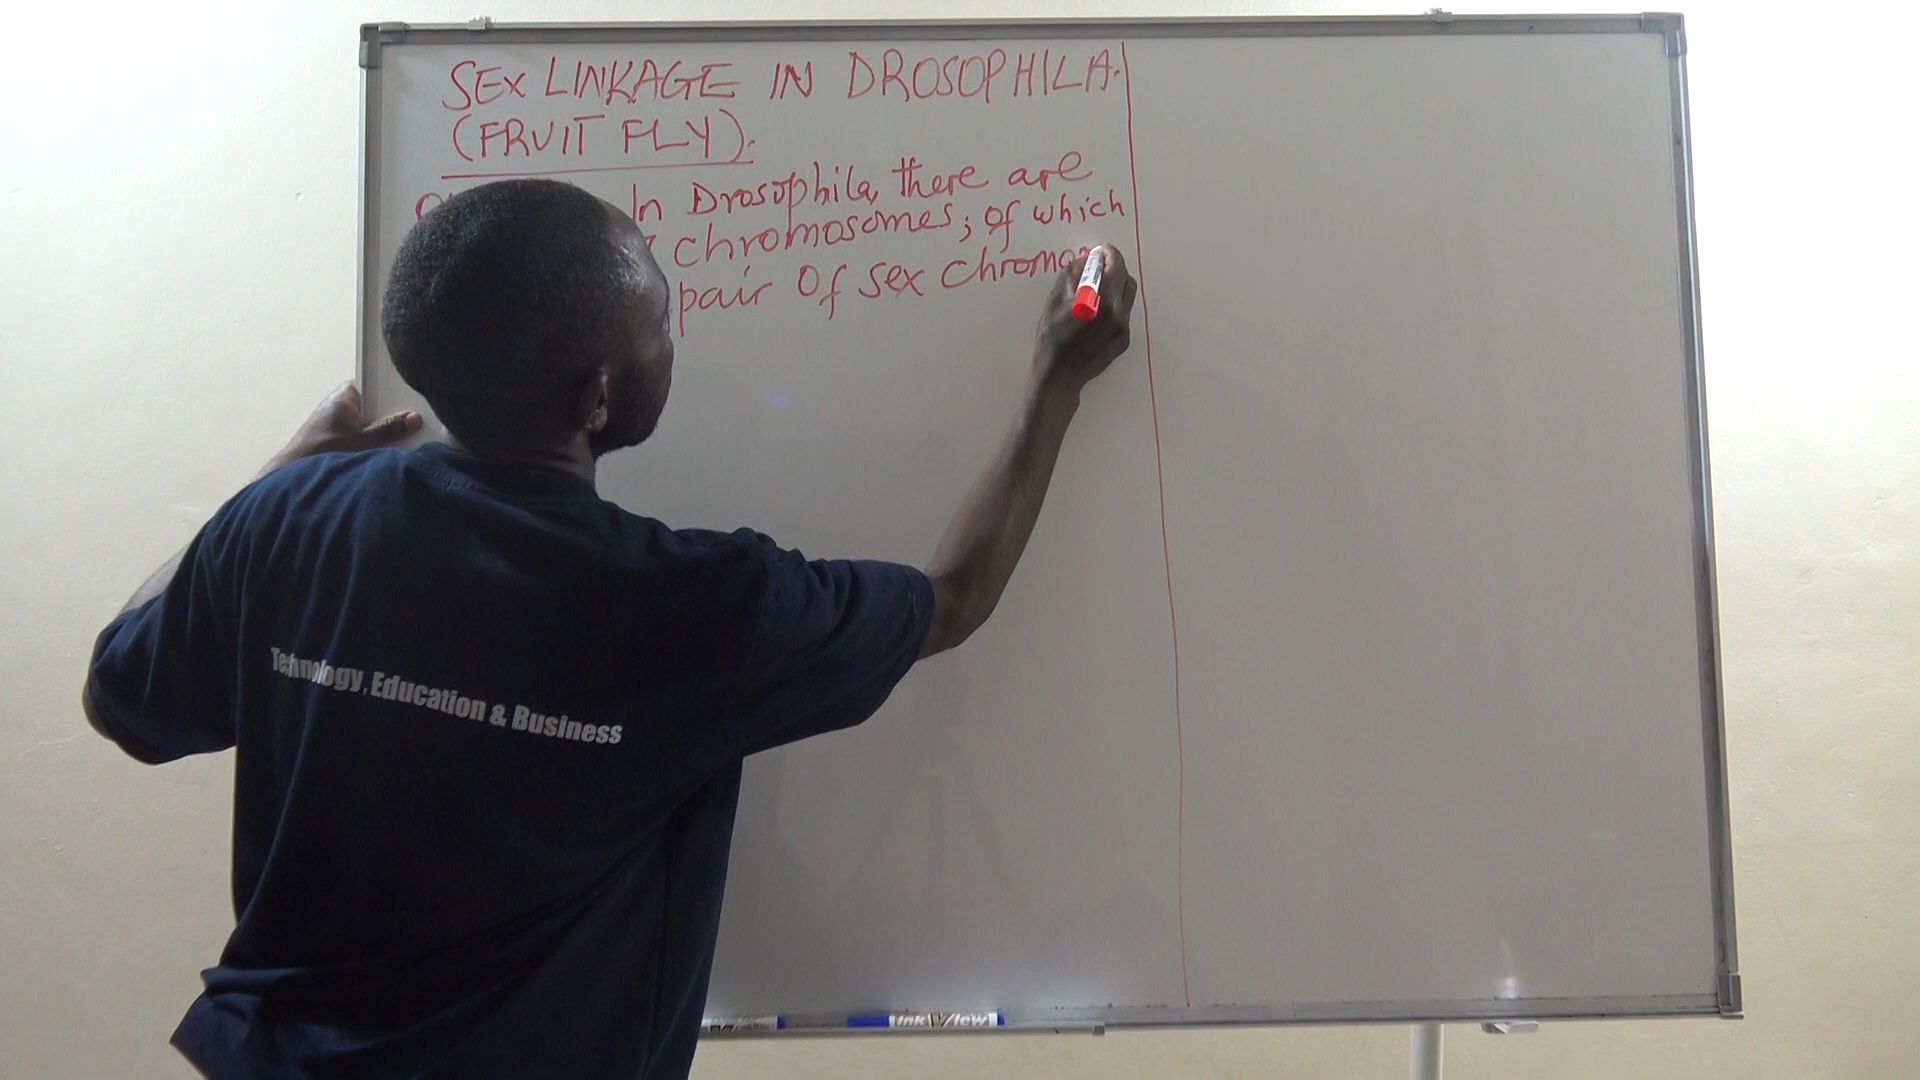 SEX LINKAGE IN DROSOPHILA.
(FRUIT FLY).
In Drosophila, there are
chromosomes; of which
pair of sex chromo
Technology, Education & Business
InkView